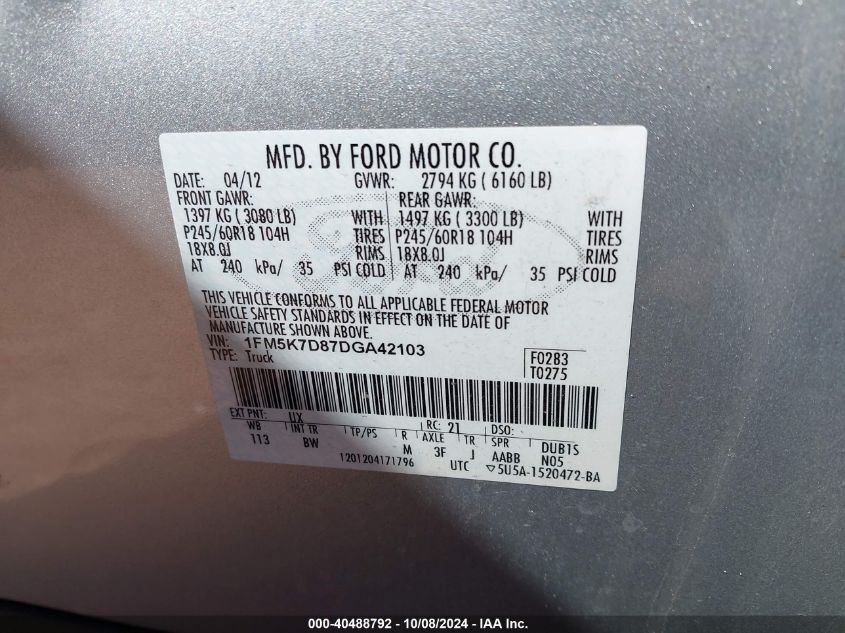 MFD. BY FORD MOTOR CO.
DATE: 04/12 GVWR: 2794 KG ( 6160 LB)
FRONT GAWR: REAR GAWR:
1397 KG ( 3080 LB) WITH 1497 KG ( 3300 LB) WITH
P245/60R18 104H TIRES P245/60R18 104H TIRES
18X8.0J RIMS 18X8.0J RIMS
AT 240 kPa/ 35 PSI COLD AT 240 kPa/ 35 PSI COLD
THIS VEHICLE CONFORMS TO ALL APPLICABLE FEDERAL MOTOR
VEHICLE SAFETY STANDARDS IN EFFECT ON THE DATE OF
MANUFACTURE SHOWN ABOVE.
VIN: 1FM5K7D87DGA42103
TYPE: Truck
F0283
T0275
EXT PNT: UX RC: 21 DSO:
WB INT TR TP/PS R AXLE TR SPR DUB1S
113 BW M 3F J AABB N05
1201204171796 UTC ▽5U5A-1520472-BA
000-40488792 - 10/08/2024 - IAA Inc.